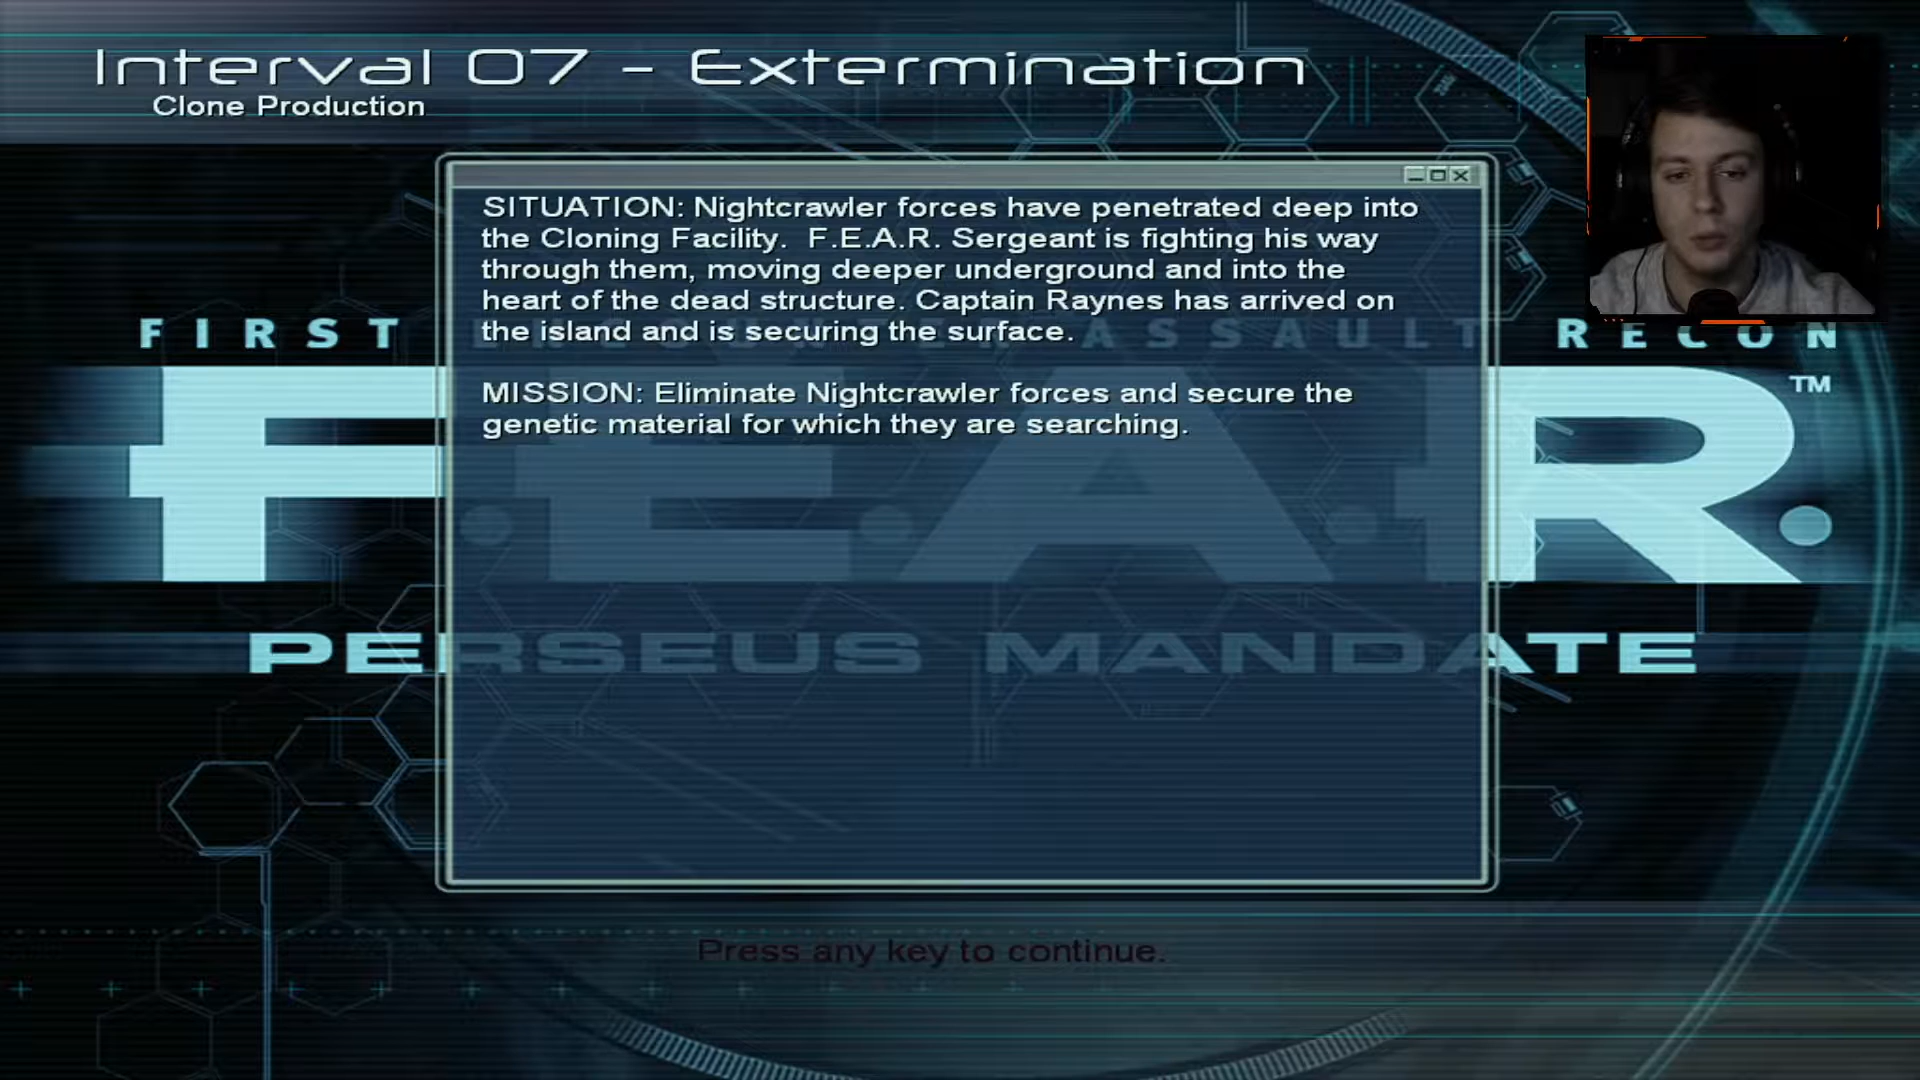 Interval 07 - Extermination
Clone Production
SITUATION: Nightcrawler forces have penetrated deep into
the Cloning Facility.  F.E.A.R. Sergeant is fighting his way
through them, moving deeper underground and into the
heart of the dead structure. Captain Raynes has arrived on
the island and is securing the surface.
MISSION: Eliminate Nightcrawler forces and secure the
genetic material for which they are searching.
FIRST ASSAULT RECON
F.E.A.R.™
PERSEUS MANDATE
Press any key to continue.